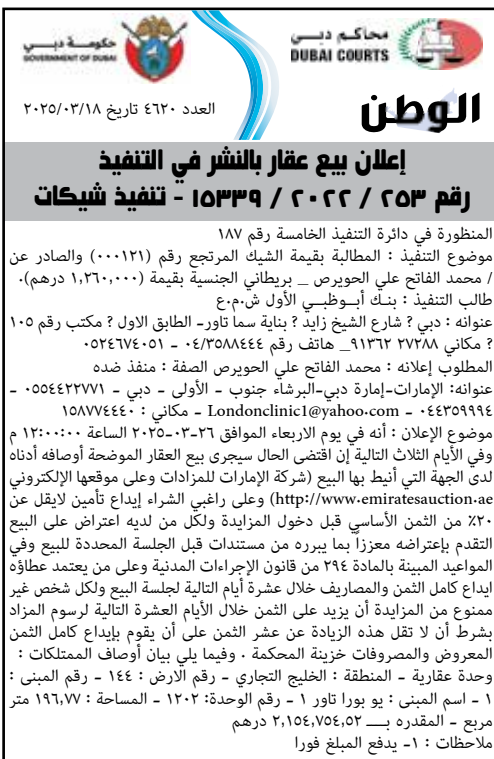 حكومة دبي
GOVERNMENT OF DUBAI
محاكم دبي
DUBAI COURTS
الوطن
العدد ٤٦٢٠ تاريخ ٢٠٢٥/٠٣/١٨
إعلان بيع عقار بالنشر في التنفيذ
رقم ٢٥٣ / ٢٠٢٢ / ١٥٣٣٩ - تنفيذ شيكات
المنظورة في دائرة التنفيذ الخامسة رقم ١٨٧
موضوع التنفيذ : المطالبة بقيمة الشيك المرتجع رقم (٠٠٠١٢١) والصادر عن
/ محمد الفاتح علي الحويرص _ بريطاني الجنسية بقيمة (١,٢٦٠,٠٠٠ درهم).
طالب التنفيذ : بنك أبوظبي الأول ش.م.ع
عنوانه : دبي ? شارع الشيخ زايد ? بناية سما تاور- الطابق الاول ? مكتب رقم ١٠٥
? مكاني ٢٧٢٨٨ ٩١٣٦٢_ هاتف رقم ٠٤/٣٥٨٨٤٤٤ - ٠٥٢٤٦٧٤٠٥١
المطلوب إعلانه : محمد الفاتح علي الحويرص الصفة : منفذ ضده
عنوانه: الإمارات-إمارة دبي-البرشاء جنوب - الأولى - دبي - ٠٥٥٤٤٢٢٧٧١ -
٠٤٤٣٥٩٩٩٤ - Londonclinic1@yahoo.com - مكاني : ١٥٨٧٧٤٤٤٠
موضوع الإعلان : أنه في يوم الاربعاء الموافق ٢٦-٠٣-٢٠٢٥ الساعة ١٢:٠٠:٠٠ م
وفي الأيام الثلاث التالية إن اقتضى الحال سيجرى بيع العقار الموضحة أوصافه أدناه
لدى الجهة التي أنيط بها البيع (شركة الإمارات للمزادات وعلى موقعها الإلكتروني
http://www.emiratesauction.ae) وعلى راغبي الشراء إيداع تأمين لايقل عن
٢٠٪ من الثمن الأساسي قبل دخول المزايدة ولكل من لديه اعتراض على البيع
التقدم بإعتراضه معززاً بما يبرره من مستندات قبل الجلسة المحددة للبيع وفي
المواعيد المبينة بالمادة ٢٩٤ من قانون الإجراءات المدنية وعلى من يعتمد عطاؤه
ايداع كامل الثمن والمصاريف خلال عشرة أيام التالية لجلسة البيع ولكل شخص غير
ممنوع من المزايدة أن يزيد على الثمن خلال الأيام العشرة التالية لرسوم المزاد
بشرط أن لا تقل هذه الزيادة عن عشر الثمن على أن يقوم بإيداع كامل الثمن
المعروض والمصروفات خزينة المحكمة . وفيما يلي بيان أوصاف الممتلكات :
وحدة عقارية - المنطقة : الخليج التجاري - رقم الارض : ١٤٤ - رقم المبنى :
١ - اسم المبنى : يو بورا تاور ١ - رقم الوحدة: ١٢٠٢ - المساحة : ١٩٦,٧٧ متر
مربع - المقدره بــــ ٢,١٥٤,٧٥٤,٥٢ درهم
ملاحظات : ١- يدفع المبلغ فورا